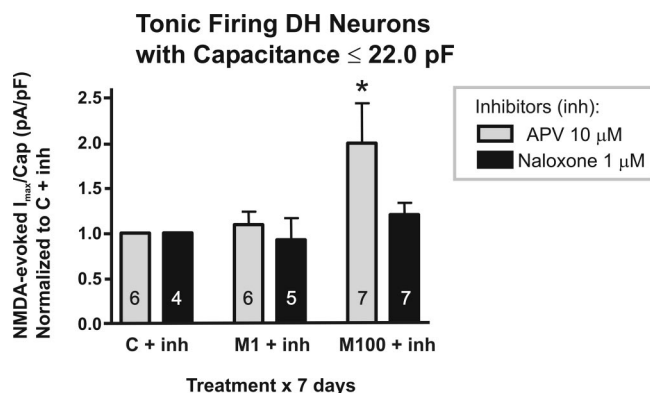 Tonic Firing DH Neurons
with Capacitance ≤ 22.0 pF
NMDA-evoked Imax/Cap (pA/pF)
Normalized to C + inh
2.5
2.0
1.5
1.0
0.5
0.0
*
6
4
6
5
7
7
C + inh
M1 + inh
M100 + inh
Treatment x 7 days
Inhibitors (inh):
APV 10 μM
Naloxone 1 μM